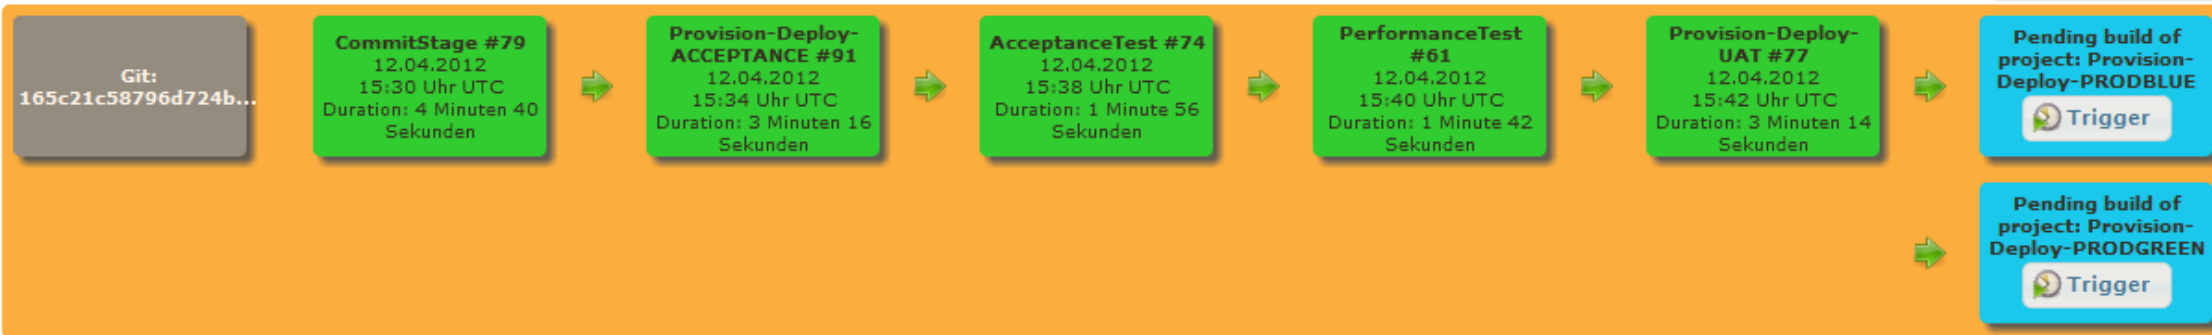 Git:
165c21c58796d724b...
CommitStage #79
12.04.2012
15:30 Uhr UTC
Duration: 4 Minuten 40
Sekunden
Provision-Deploy-
ACCEPTANCE #91
12.04.2012
15:34 Uhr UTC
Duration: 3 Minuten 16
Sekunden
AcceptanceTest #74
12.04.2012
15:38 Uhr UTC
Duration: 1 Minute 56
Sekunden
PerformanceTest
#61
12.04.2012
15:40 Uhr UTC
Duration: 1 Minute 42
Sekunden
Provision-Deploy-
UAT #77
12.04.2012
15:42 Uhr UTC
Duration: 3 Minuten 14
Sekunden
Pending build of
project: Provision-
Deploy-PRODBLUE
Trigger
Pending build of
project: Provision-
Deploy-PRODGREEN
Trigger